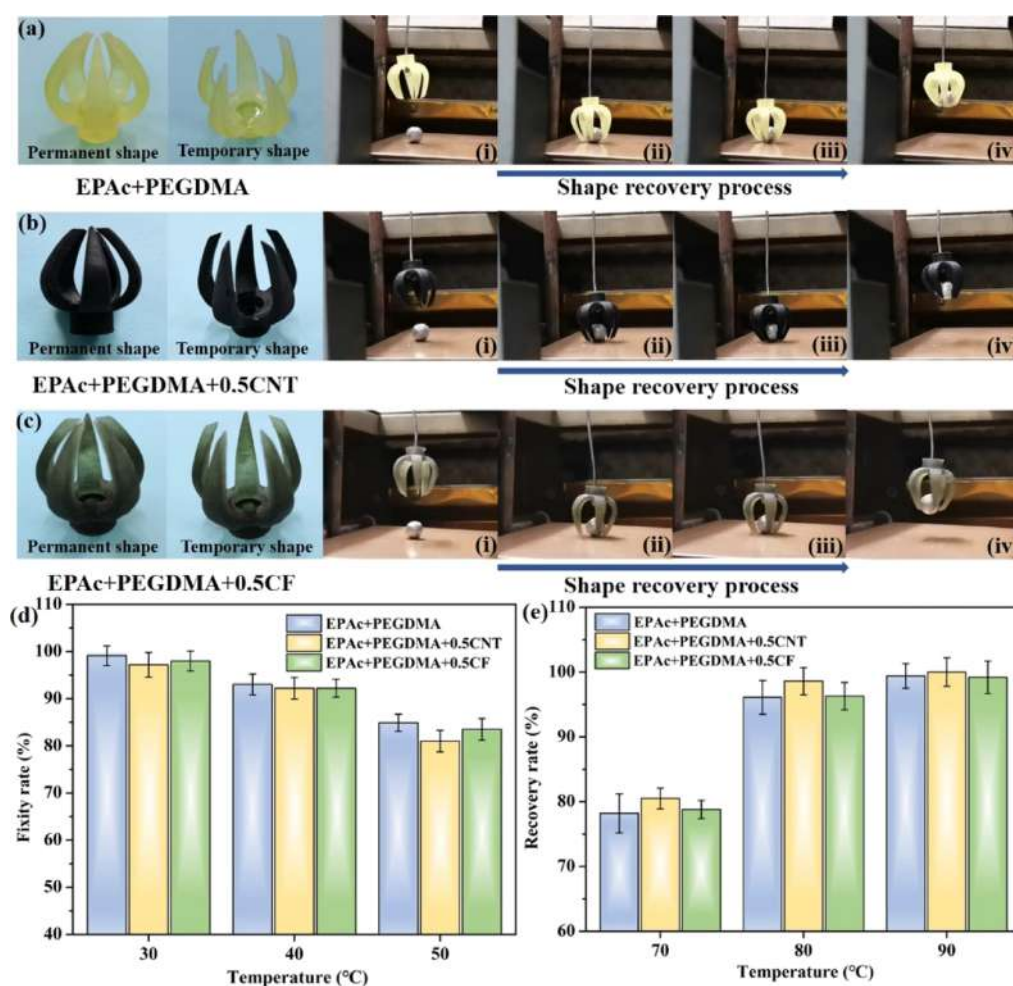 (a)
Permanent shape Temporary shape (i) (ii) (iii) (iv)
EPAc+PEGDMA Shape recovery process
(b)
Permanent shape Temporary shape (i) (ii) (iii) (iv)
EPAc+PEGDMA+0.5CNT Shape recovery process
(c)
Permanent shape Temporary shape (i) (ii) (iii) (iv)
EPAc+PEGDMA+0.5CF Shape recovery process
(d)
110
100
90
80
70
60
50
40
Fixity rate (%)
EPAc+PEGDMA
EPAc+PEGDMA+0.5CNT
EPAc+PEGDMA+0.5CF
30 40 50
Temperature (°C)
(e)
110
100
90
80
70
60
Recovery rate (%)
EPAc+PEGDMA
EPAc+PEGDMA+0.5CNT
EPAc+PEGDMA+0.5CF
70 80 90
Temperature (°C)